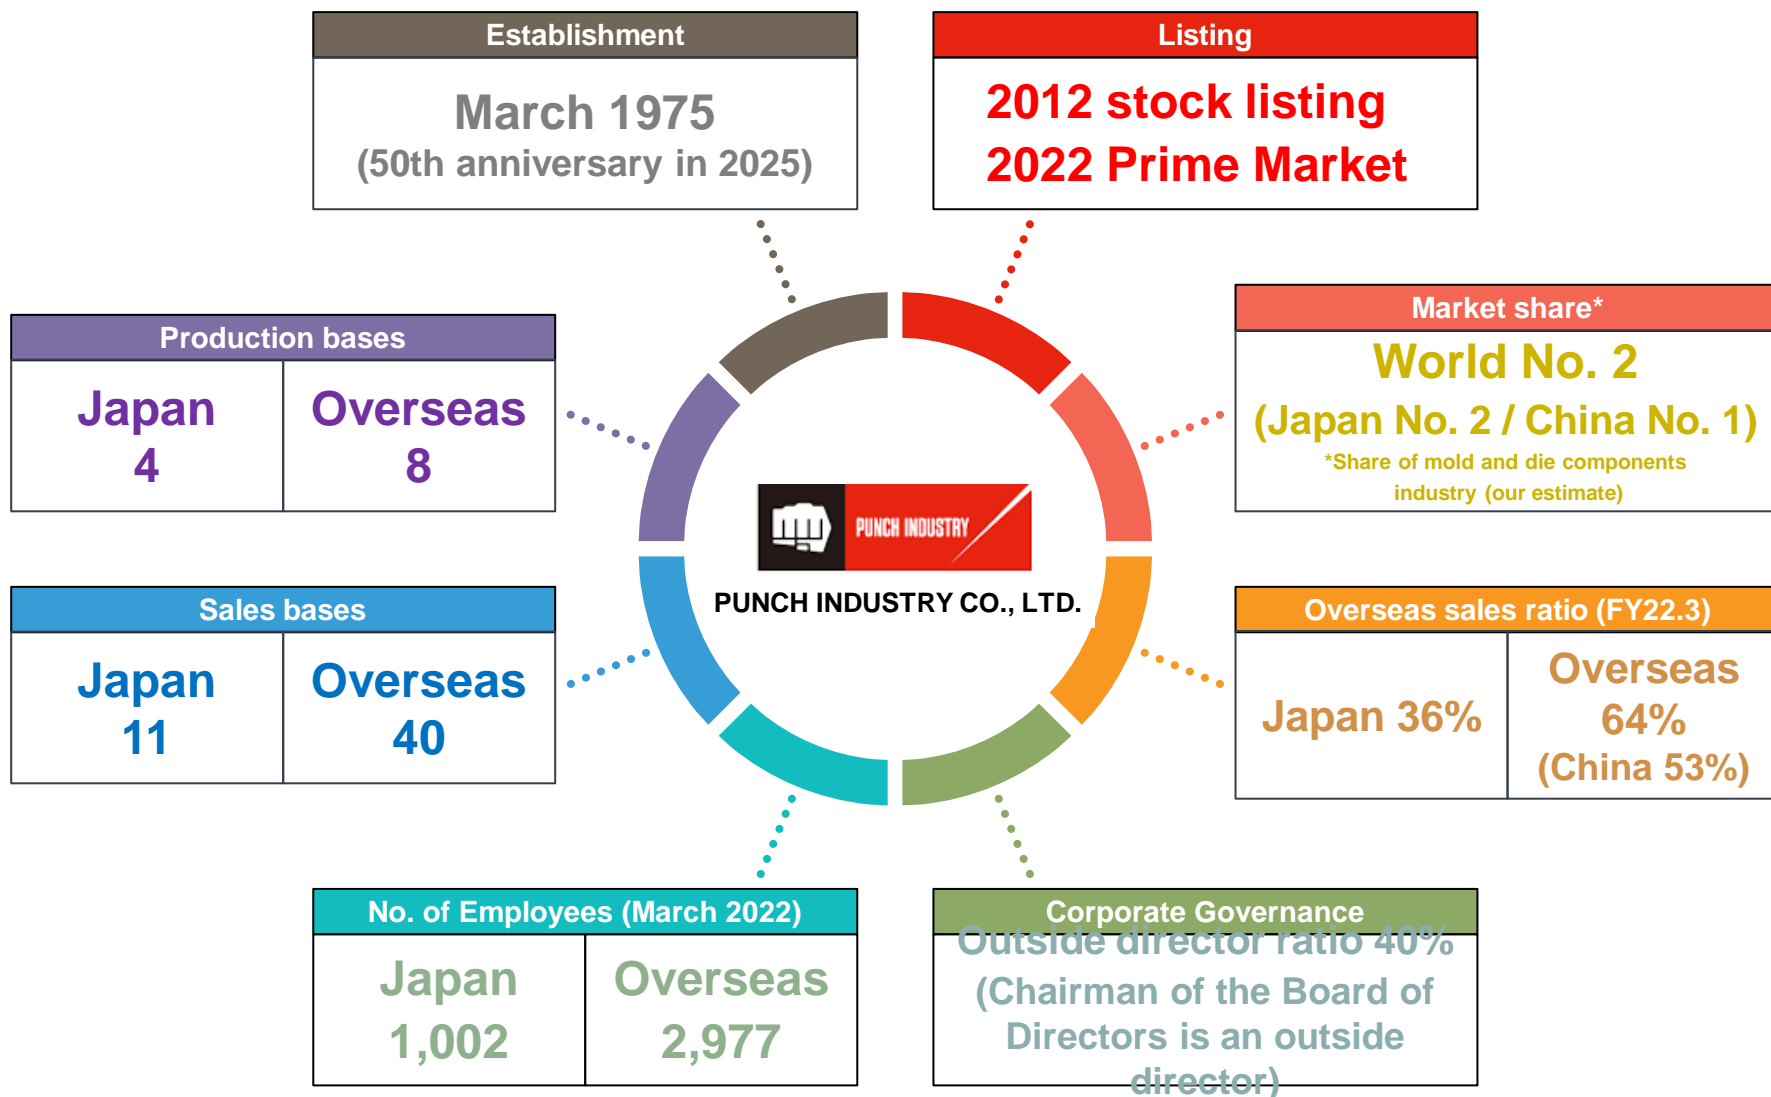 Establishment
March 1975
(50th anniversary in 2025)
Listing
2012 stock listing
2022 Prime Market
Production bases
Japan
4
Overseas
8
Market share*
World No. 2
(Japan No. 2 / China No. 1)
*Share of mold and die components
industry (our estimate)
PUNCH INDUSTRY
PUNCH INDUSTRY CO., LTD.
Sales bases
Japan
11
Overseas
40
Overseas sales ratio (FY22.3)
Japan 36%
Overseas
64%
(China 53%)
No. of Employees (March 2022)
Japan
1,002
Overseas
2,977
Corporate Governance
Outside director ratio 40%
(Chairman of the Board of
Directors is an outside
director)